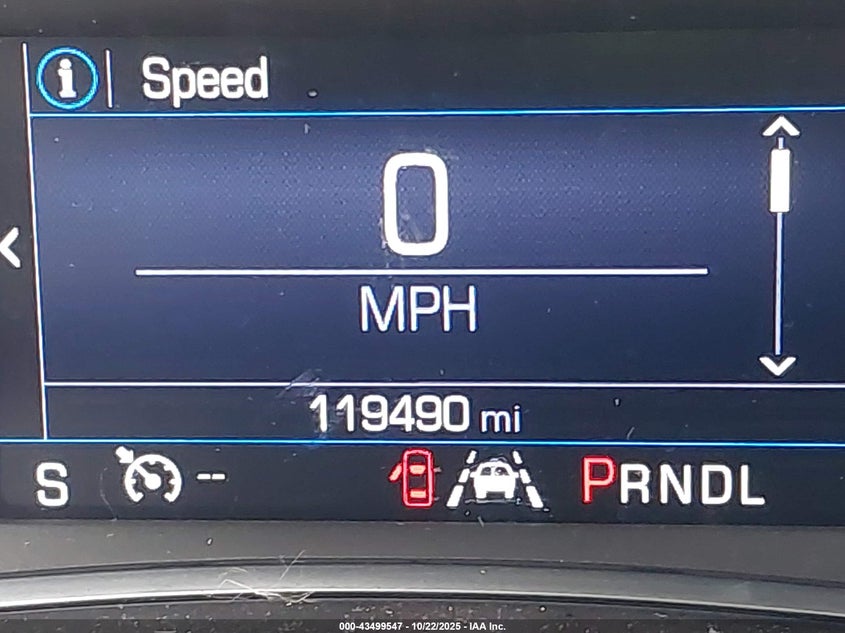 i Speed
0
MPH
119490 mi
S --
PRNDL
000-43499547 - 10/22/2025 - IAA Inc.